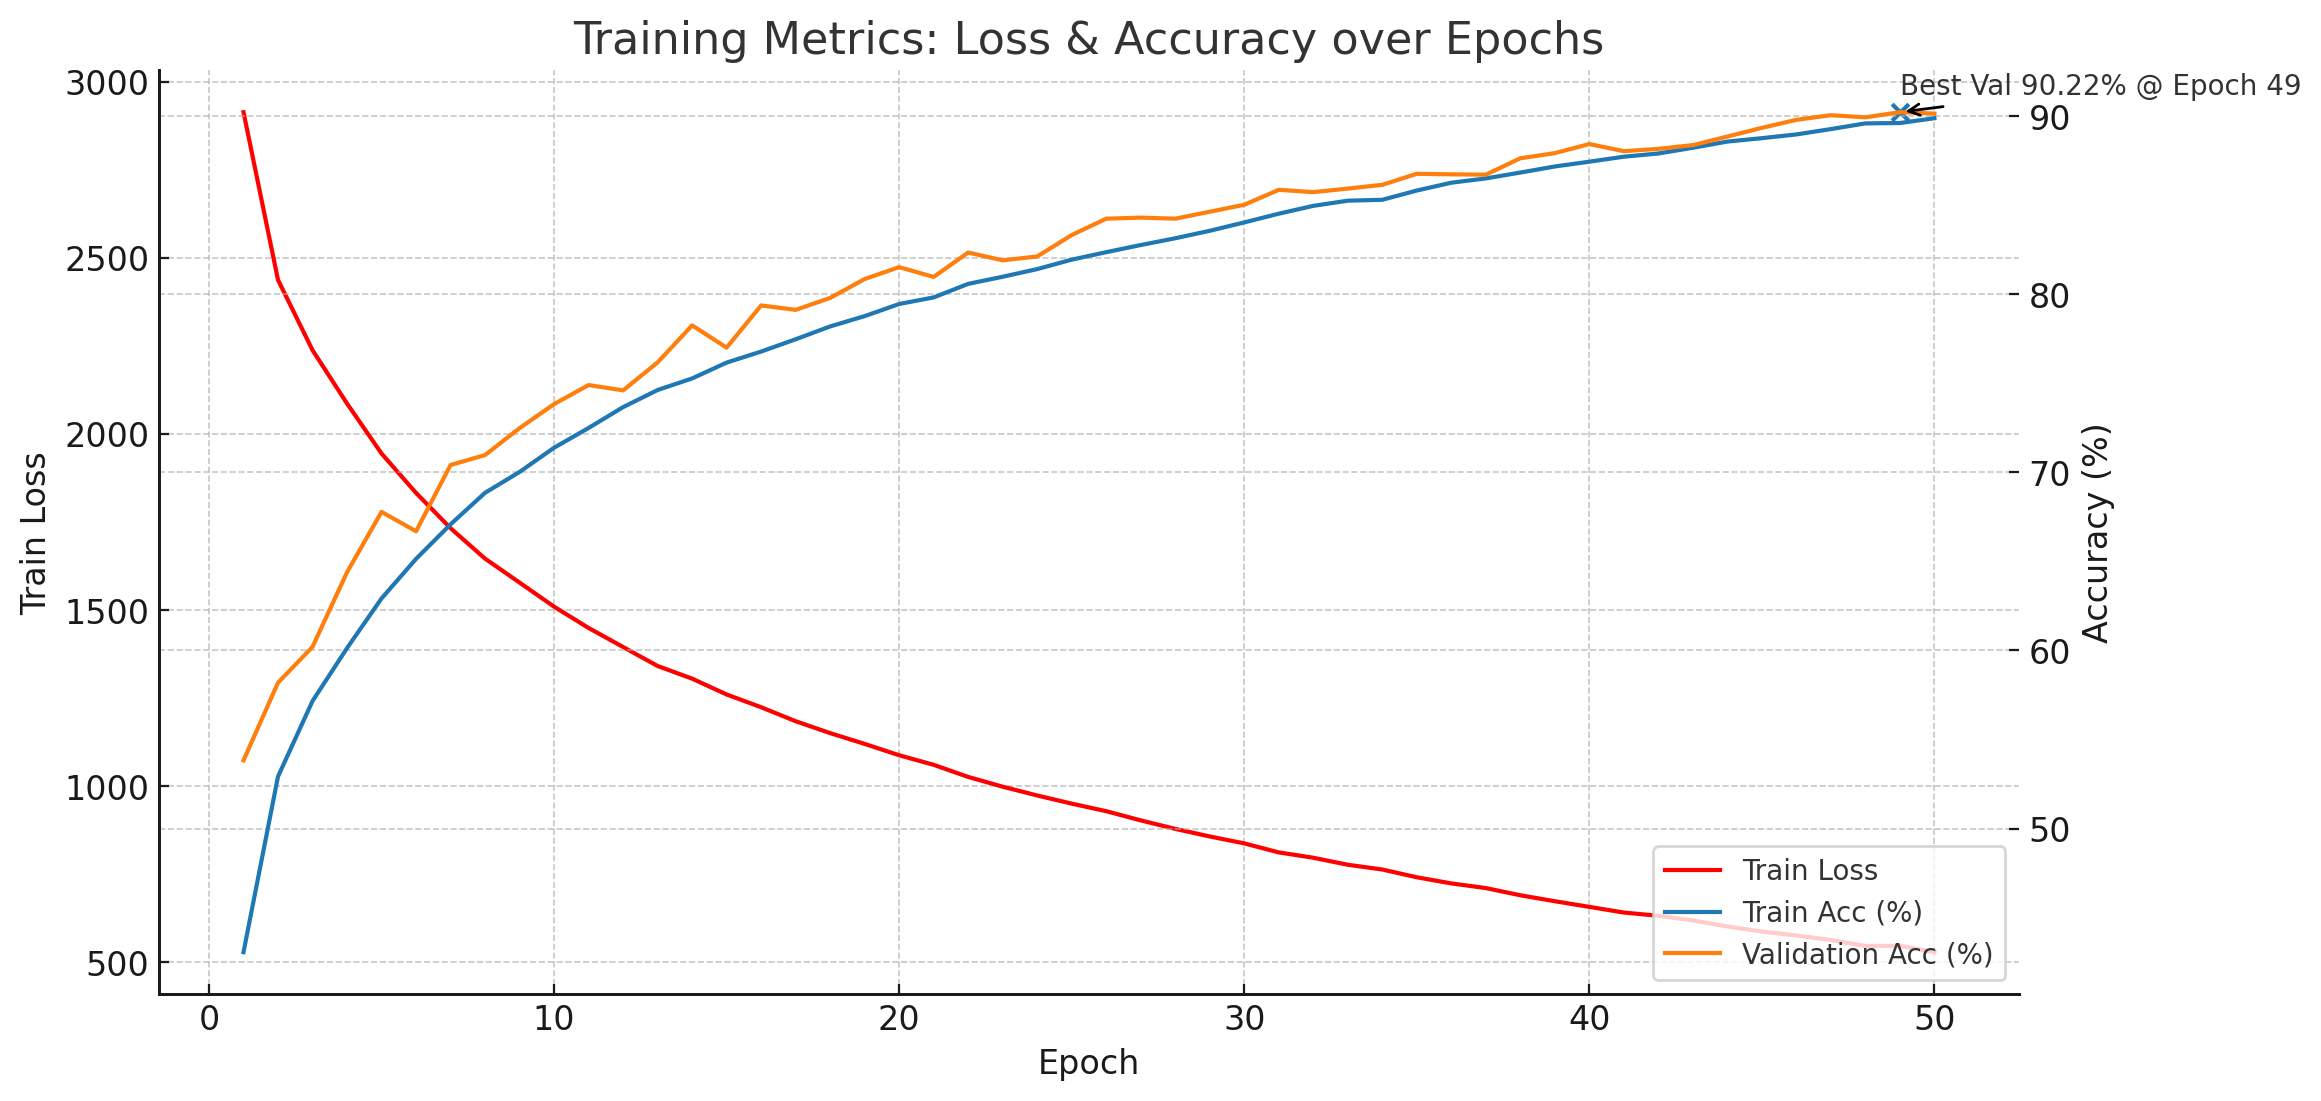 Training Metrics: Loss & Accuracy over Epochs
Best Val 90.22% @ Epoch 49
3000
2500
2000
1500
1000
500
Train Loss
90
80
70
60
50
Accuracy (%)
Train Loss
Train Acc (%)
Validation Acc (%)
0 10 20 30 40 50
Epoch